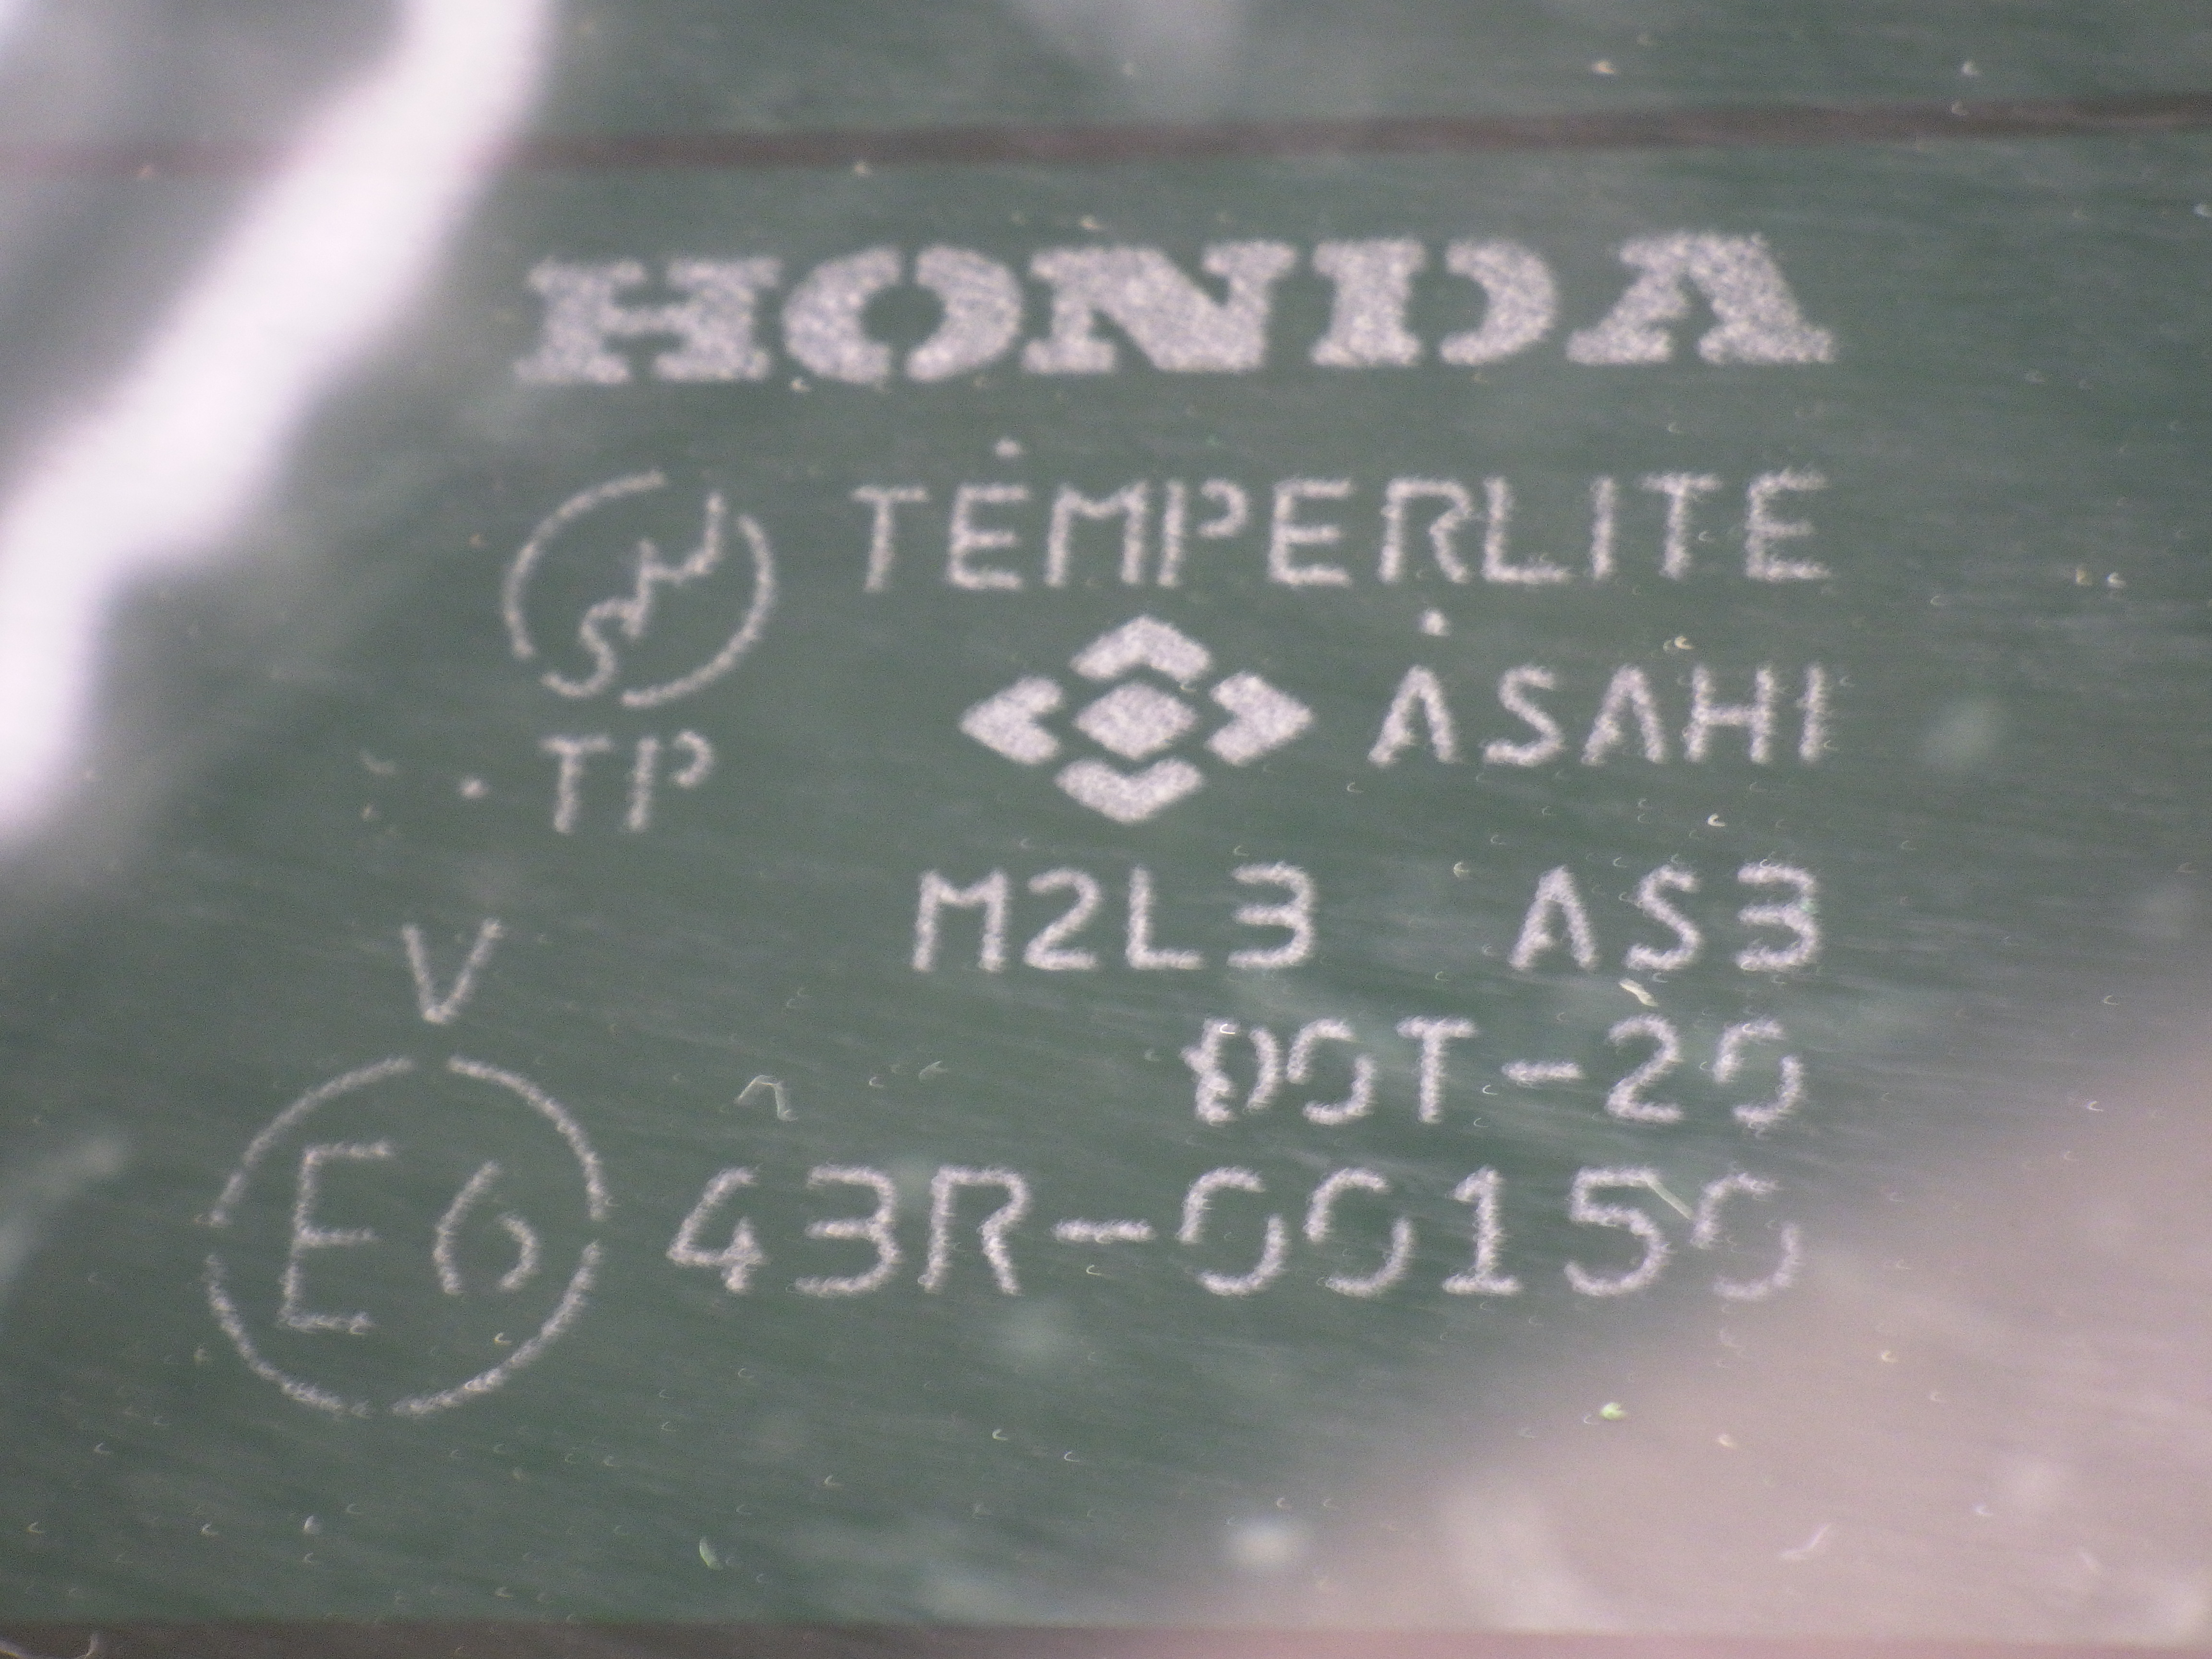 HONDA
TEMPERLITE
TP
ASAHI
M2L3 AS3
V
DOT-20
E6 43R-00150